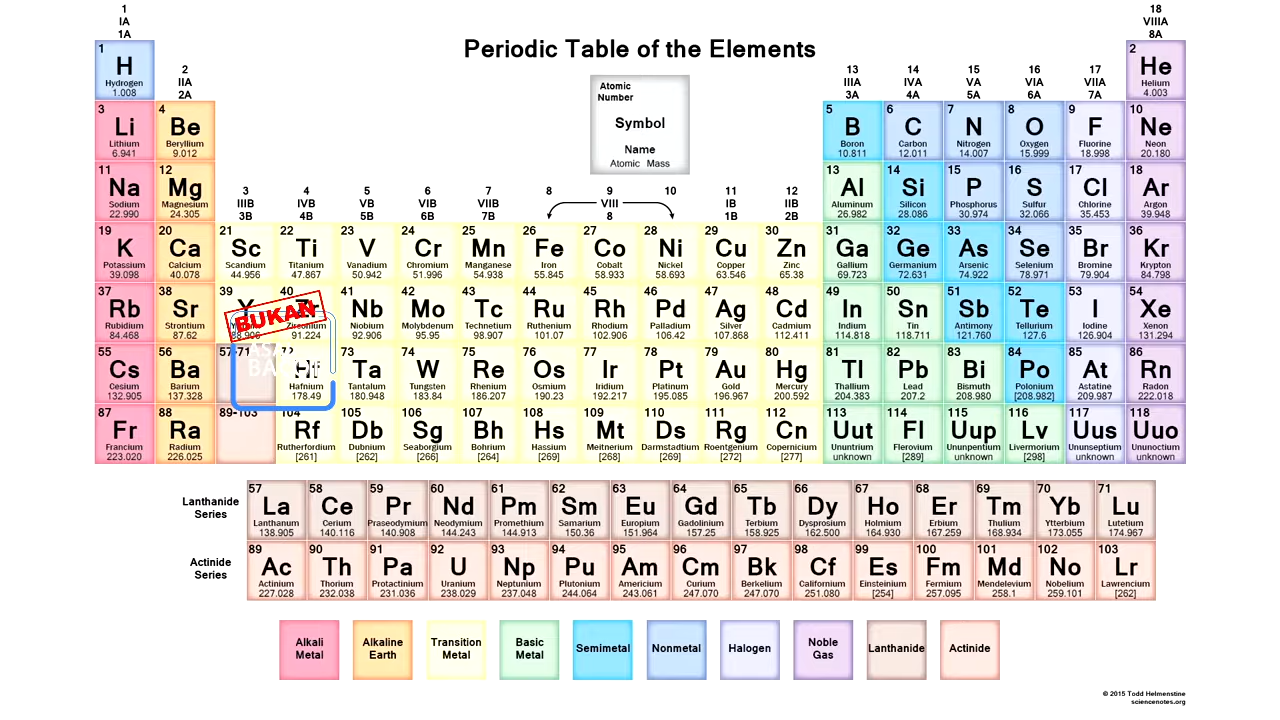 1 18
IA VIIIA
1A 8A
Periodic Table of the Elements
1 2
H He
Hydrogen Helium
1.008 4.003
2 13 14 15 16 17
IIA IIIA IVA VA VIA VIIA
2A 3A 4A 5A 6A 7A
Atomic
Number
Symbol
Name
Atomic Mass
3 4 5 6 7 8 9 10
Li Be B C N O F Ne
Lithium Beryllium Boron Carbon Nitrogen Oxygen Fluorine Neon
6.941 9.012 10.811 12.011 14.007 15.999 18.998 20.180
11 12 13 14 15 16 17 18
Na Mg Al Si P S Cl Ar
Sodium Magnesium Aluminum Silicon Phosphorus Sulfur Chlorine Argon
22.990 24.305 26.982 28.086 30.974 32.066 35.453 39.948
3 4 5 6 7 8 9 10 11 12
IIIB IVB VB VIB VIIB VIII IB IIB
3B 4B 5B 6B 7B 8 1B 2B
19 20 21 22 23 24 25 26 27 28 29 30 31 32 33 34 35 36
K Ca Sc Ti V Cr Mn Fe Co Ni Cu Zn Ga Ge As Se Br Kr
Potassium Calcium Scandium Titanium Vanadium Chromium Manganese Iron Cobalt Nickel Copper Zinc Gallium Germanium Arsenic Selenium Bromine Krypton
39.098 40.078 44.956 47.867 50.942 51.996 54.938 55.845 58.933 58.693 63.546 65.38 69.723 72.631 74.922 78.971 79.904 84.798
37 38 39 40 41 42 43 44 45 46 47 48 49 50 51 52 53 54
Rb Sr Y Zr Nb Mo Tc Ru Rh Pd Ag Cd In Sn Sb Te I Xe
BUKAN
Rubidium Strontium Zirconium Niobium Molybdenum Technetium Ruthenium Rhodium Palladium Silver Cadmium Indium Tin Antimony Tellurium Iodine Xenon
84.468 87.62 88.906 91.224 92.906 95.95 98.907 101.07 102.906 106.42 107.868 112.411 114.818 118.711 121.760 127.6 126.904 131.294
55 56 57-71 72 73 74 75 76 77 78 79 80 81 82 83 84 85 86
Cs Ba Hf Ta W Re Os Ir Pt Au Hg Tl Pb Bi Po At Rn
Cesium Barium Hafnium Tantalum Tungsten Rhenium Osmium Iridium Platinum Gold Mercury Thallium Lead Bismuth Polonium Astatine Radon
132.905 137.328 178.49 180.948 183.84 186.207 190.23 192.217 195.085 196.967 200.592 204.383 207.2 208.980 [208.982] 209.987 222.018
87 88 89-103 104 105 106 107 108 109 110 111 112 113 114 115 116 117 118
Fr Ra Rf Db Sg Bh Hs Mt Ds Rg Cn Uut Fl Uup Lv Uus Uuo
Francium Radium Rutherfordium Dubnium Seaborgium Bohrium Hassium Meitnerium Darmstadtium Roentgenium Copernicium Ununtrium Flerovium Ununpentium Livermorium Ununseptium Ununoctium
223.020 226.025 [261] [262] [266] [264] [269] [268] [269] [272] [277] unknown [289] unknown [298] unknown unknown
Lanthanide
Series
57 58 59 60 61 62 63 64 65 66 67 68 69 70 71
La Ce Pr Nd Pm Sm Eu Gd Tb Dy Ho Er Tm Yb Lu
Lanthanum Cerium Praseodymium Neodymium Promethium Samarium Europium Gadolinium Terbium Dysprosium Holmium Erbium Thulium Ytterbium Lutetium
138.905 140.116 140.908 144.243 144.913 150.36 151.964 157.25 158.925 162.500 164.930 167.259 168.934 173.055 174.967
Actinide
Series
89 90 91 92 93 94 95 96 97 98 99 100 101 102 103
Ac Th Pa U Np Pu Am Cm Bk Cf Es Fm Md No Lr
Actinium Thorium Protactinium Uranium Neptunium Plutonium Americium Curium Berkelium Californium Einsteinium Fermium Mendelevium Nobelium Lawrencium
227.028 232.038 231.036 238.029 237.048 244.064 243.061 247.070 247.070 251.080 [254] 257.095 258.1 259.101 [262]
Alkali
Metal
Alkaline
Earth
Transition
Metal
Basic
Metal
Semimetal
Nonmetal
Halogen
Noble
Gas
Lanthanide
Actinide
© 2015 Todd Helmenstine
sciencenotes.org